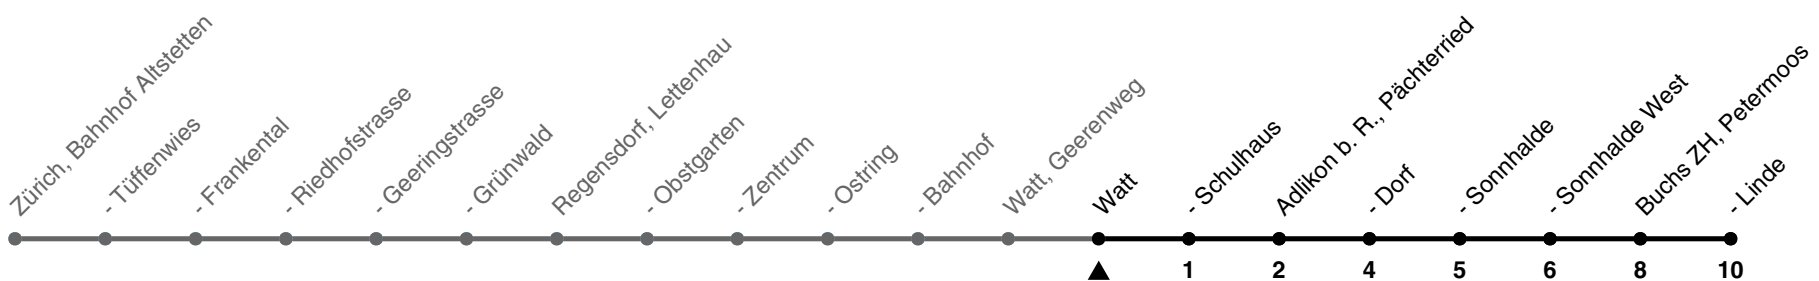 Zürich, Bahnhof Altstetten
- Tüffenwies
- Frankental
- Riedhofstrasse
- Geeringstrasse
- Grünwald
Regensdorf, Lettenhau
- Obstgarten
- Zentrum
- Ostring
- Bahnhof
Watt, Geerenweg
Watt
- Schulhaus
Adlikon b. R., Pächterried
- Dorf
- Sonnhalde
- Sonnhalde West
Buchs ZH, Petermoos
- Linde
1 2 4 5 6 8 10